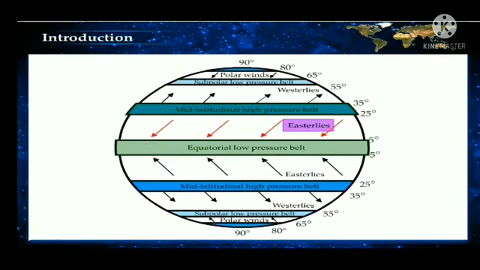 Introduction
KINEMASTER
90°
80°
Polar winds
65°
Subpolar low pressure belt
Westerlies
55°
35°
Mid-latitudinal high pressure belt
25°
Easterlies
5°
Equatorial low pressure belt
5°
Easterlies
Mid-latitudinal high pressure belt
25°
35°
Westerlies
Subpolar low pressure belt
55°
Polar winds
65°
80°
90°